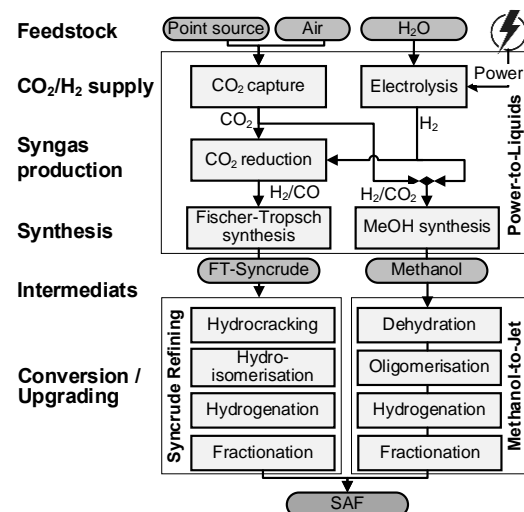 Feedstock
Point source
Air
H₂O
Power
CO₂/H₂ supply
CO₂ capture
Electrolysis
CO₂
H₂
Syngas
production
CO₂ reduction
H₂/CO
H₂/CO₂
Synthesis
Fischer-Tropsch
synthesis
MeOH synthesis
Power-to-Liquids
Intermediats
FT-Syncrude
Methanol
Conversion /
Upgrading
Syncrude Refining
Hydrocracking
Hydro-
isomerisation
Hydrogenation
Fractionation
Dehydration
Oligomerisation
Hydrogenation
Fractionation
Methanol-to-Jet
SAF